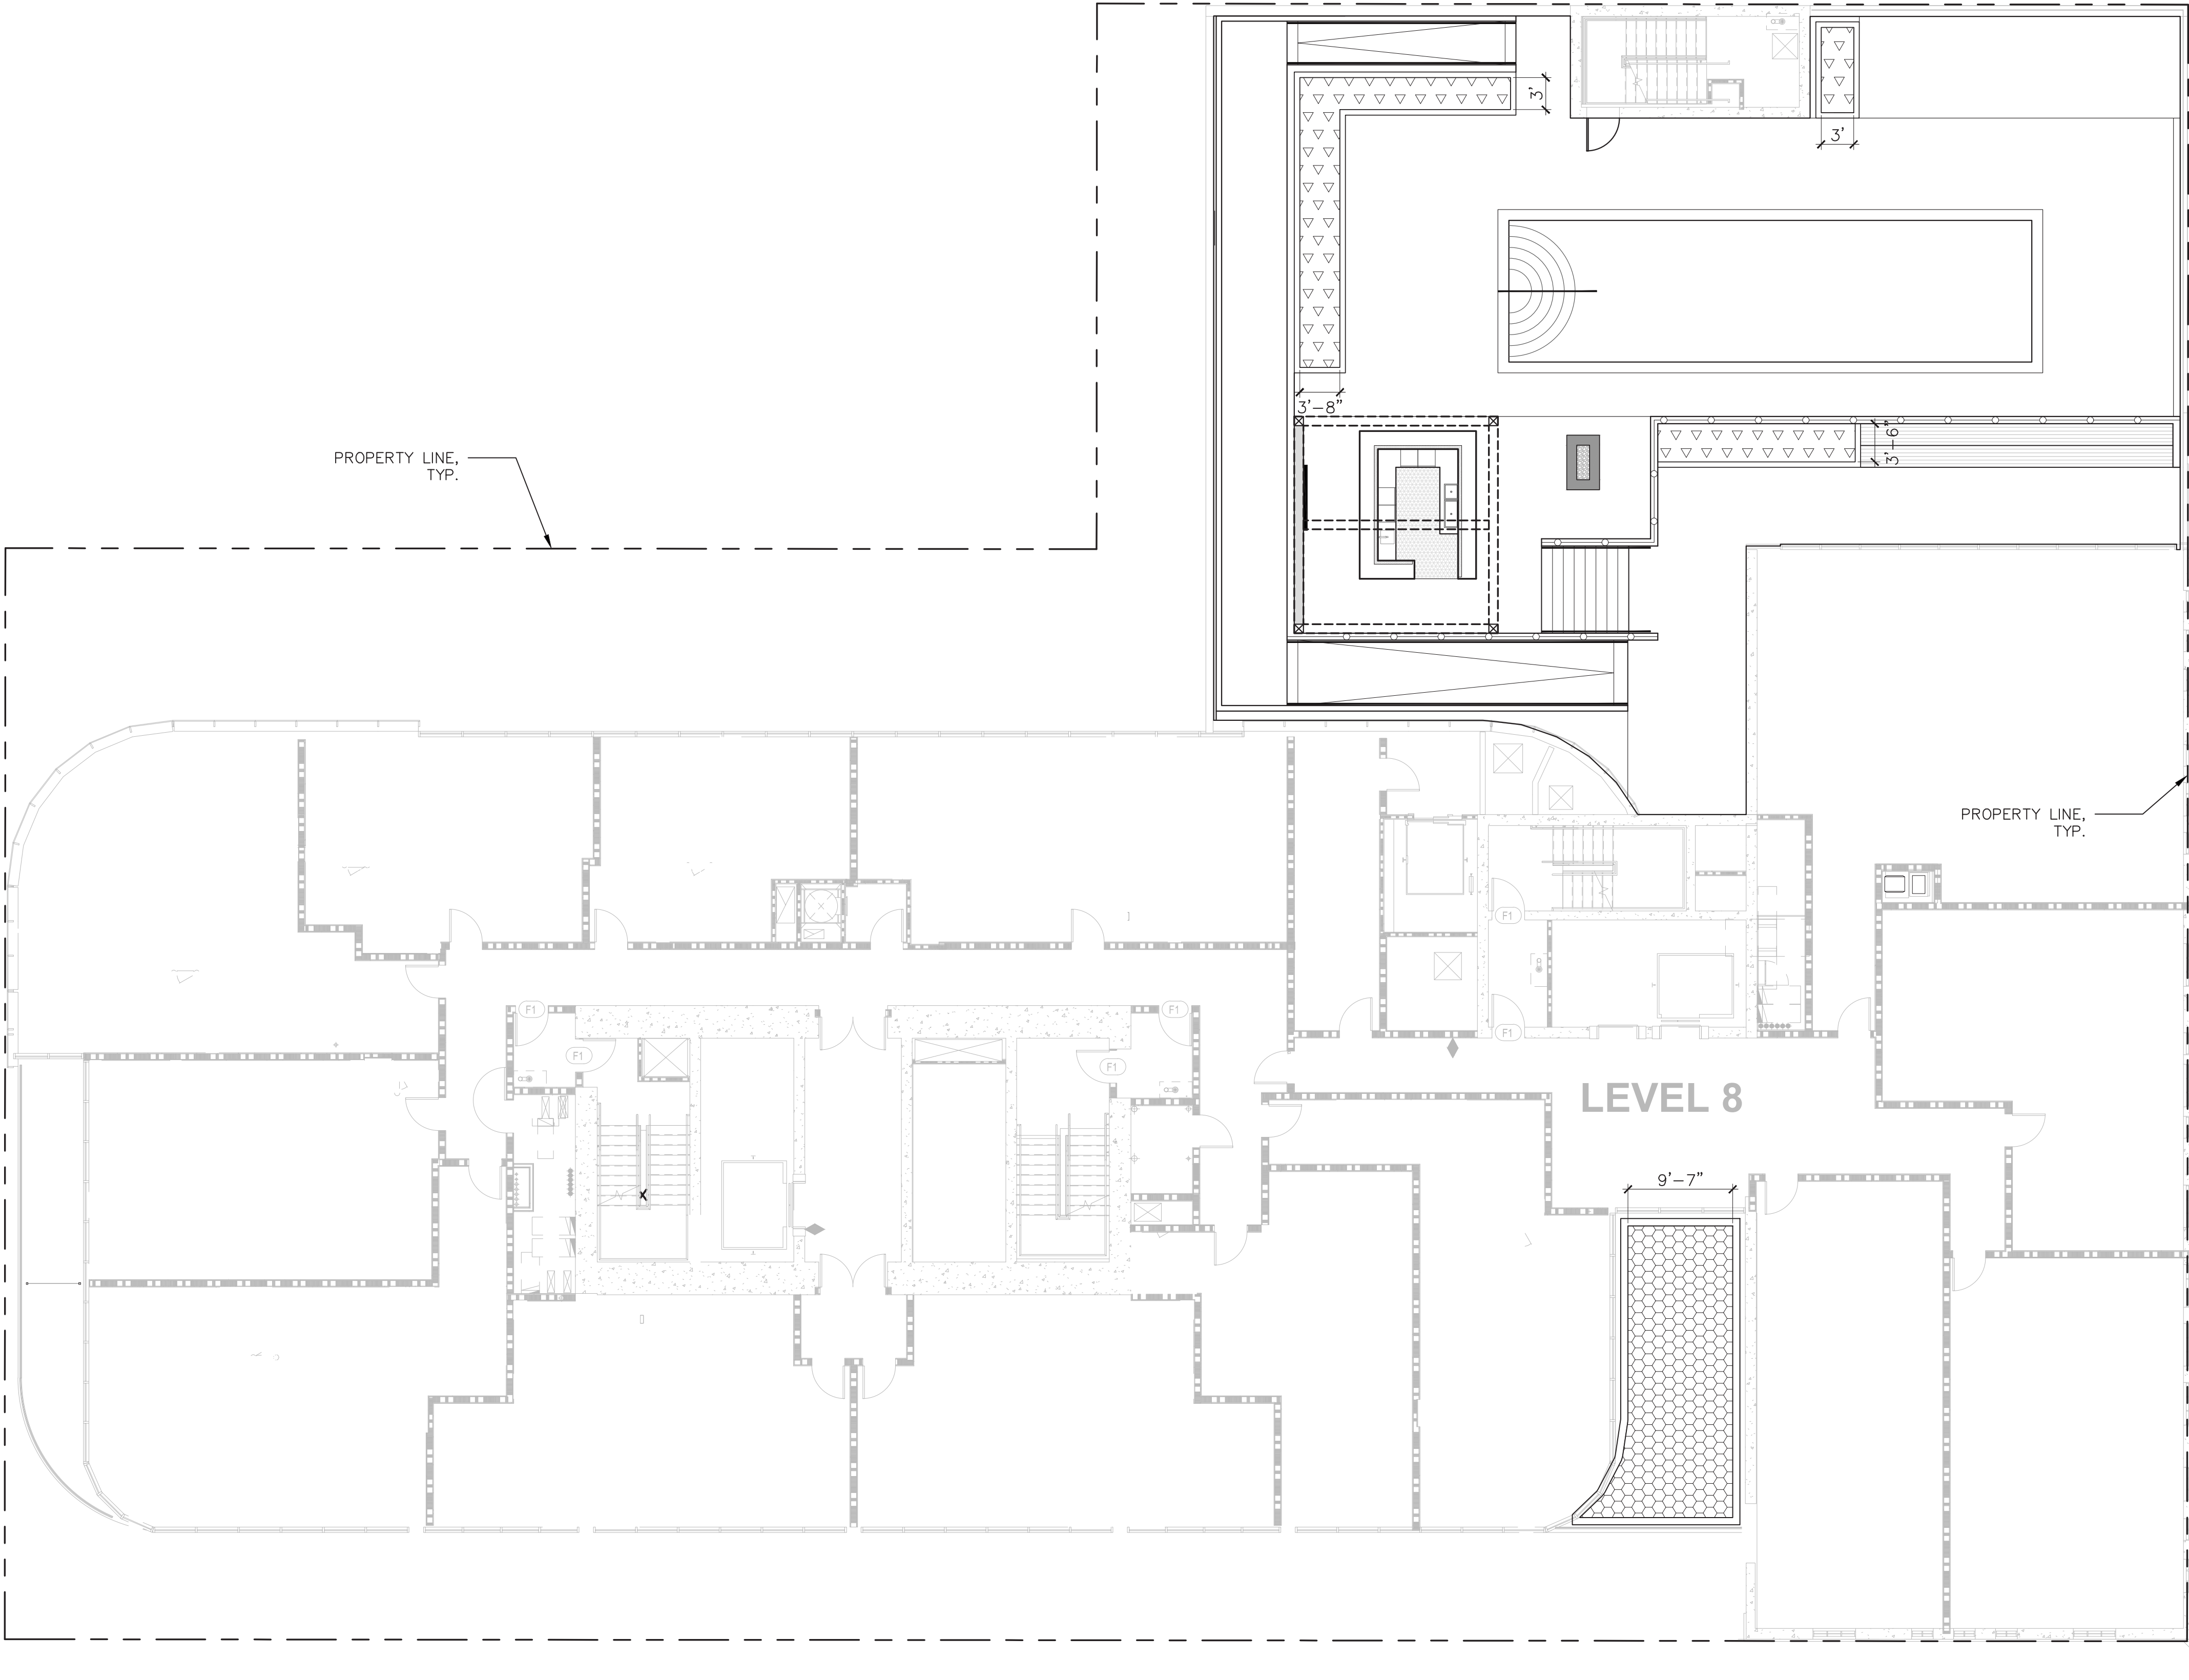 3'
3'
3'-8"
3'-6"
PROPERTY LINE,
TYP.
PROPERTY LINE,
TYP.
F1
F1
F1
F1
F1
F1
LEVEL 8
9'-7"